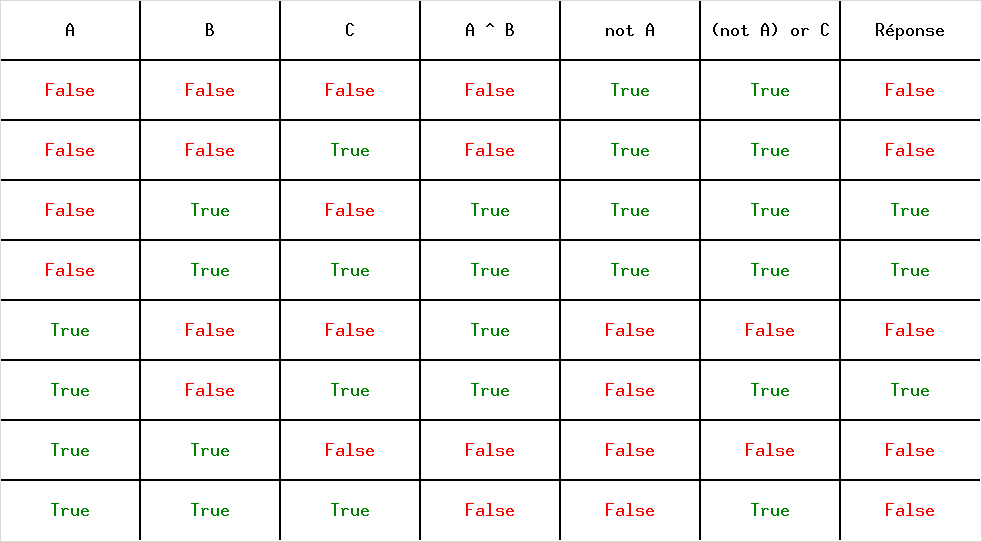 A B C A ^ B not A (not A) or C Réponse
False False False False True True False
False False True False True True False
False True False True True True True
False True True True True True True
True False False True False False False
True False True True False True True
True True False False False False False
True True True False False True False